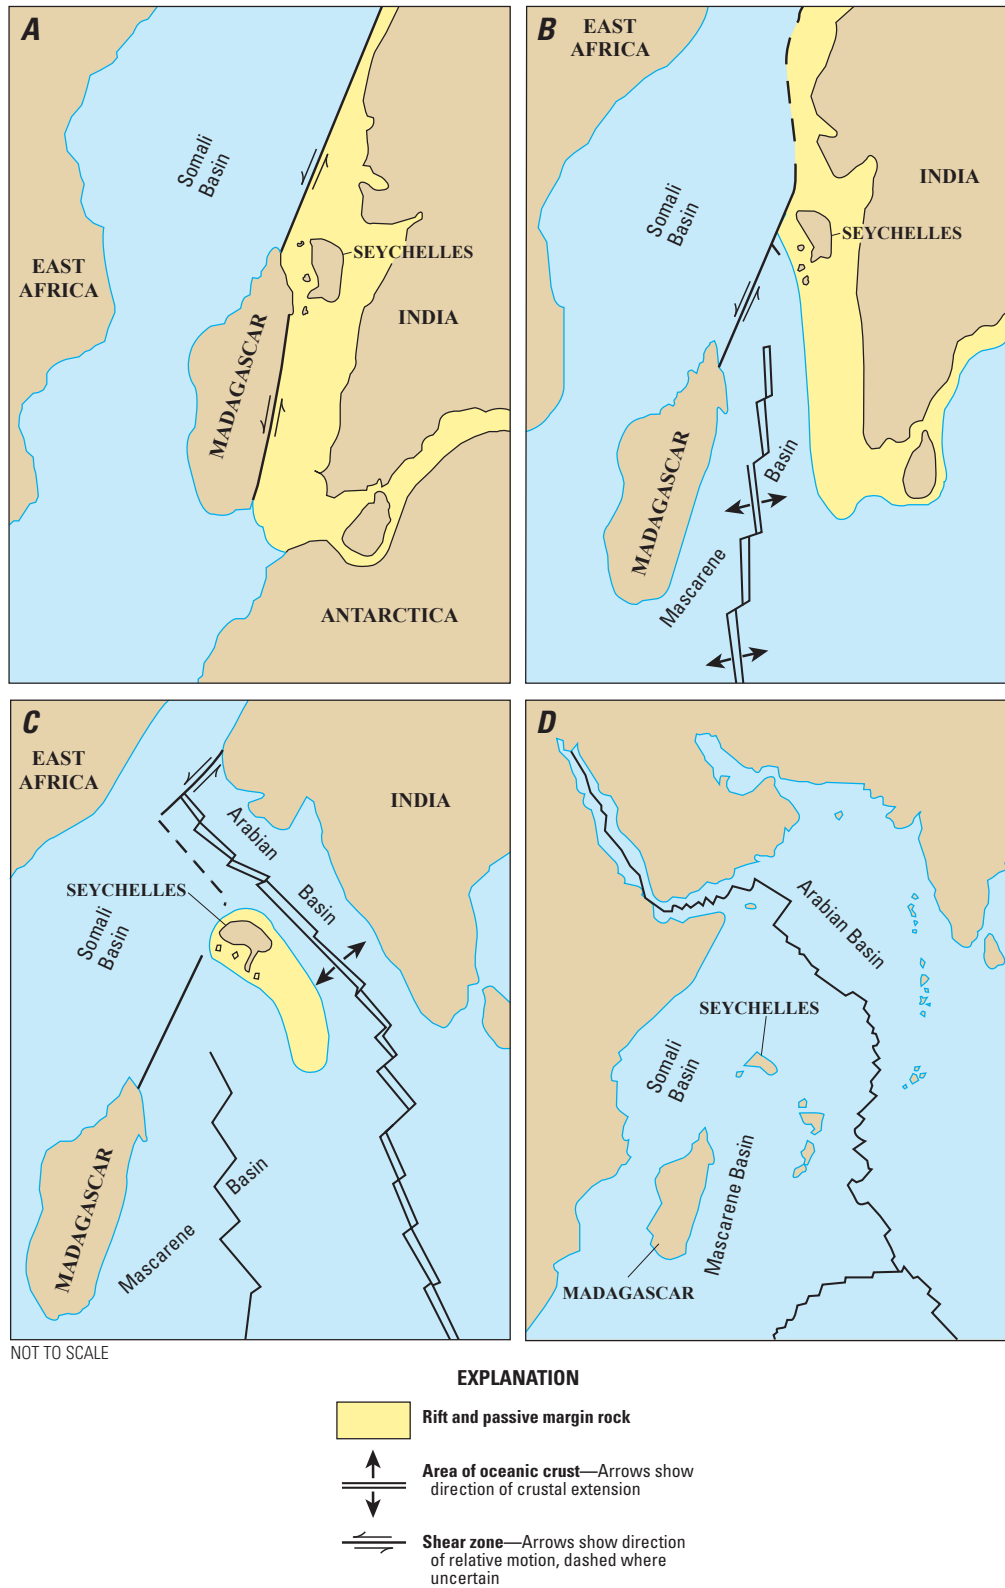 A
Somali
Basin
EAST
AFRICA
SEYCHELLES
INDIA
MADAGASCAR
ANTARCTICA
B
EAST
AFRICA
INDIA
Somali
Basin
SEYCHELLES
MADAGASCAR
Mascarene
Basin
C
EAST
AFRICA
INDIA
Arabian
Basin
SEYCHELLES
Somali
Basin
MADAGASCAR
Mascarene
Basin
D
Arabian Basin
SEYCHELLES
Somali
Basin
Mascarene Basin
MADAGASCAR
NOT TO SCALE
EXPLANATION
Rift and passive margin rock
Area of oceanic crust—Arrows show
direction of crustal extension
Shear zone—Arrows show direction
of relative motion, dashed where
uncertain